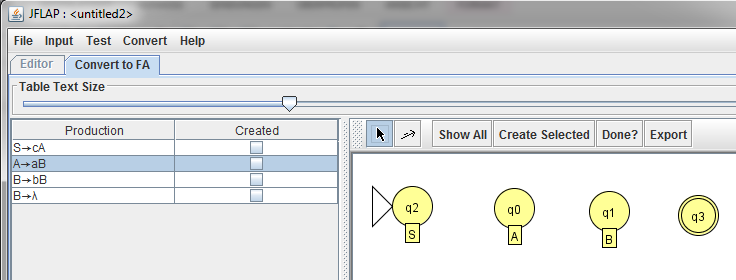 JFLAP : <untitled2>
File Input Test Convert Help
Editor Convert to FA
Table Text Size
Production Created
Show All Create Selected Done? Export
S→cA
A→aB
B→bB
B→λ
q2 q0 q1 q3
S A B